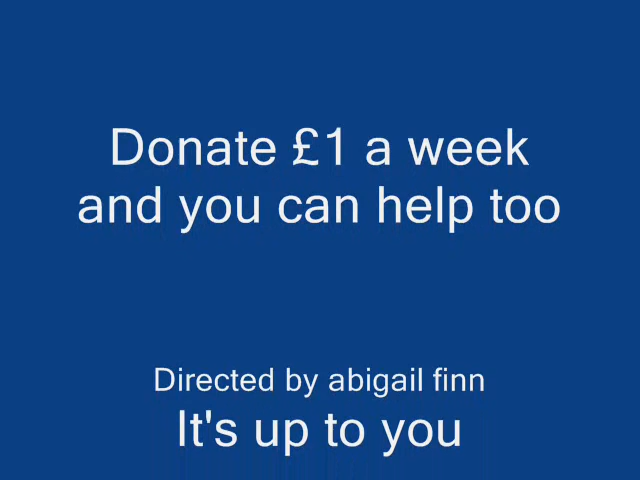 Donate £1 a week
and you can help too
Directed by abigail finn
It's up to you